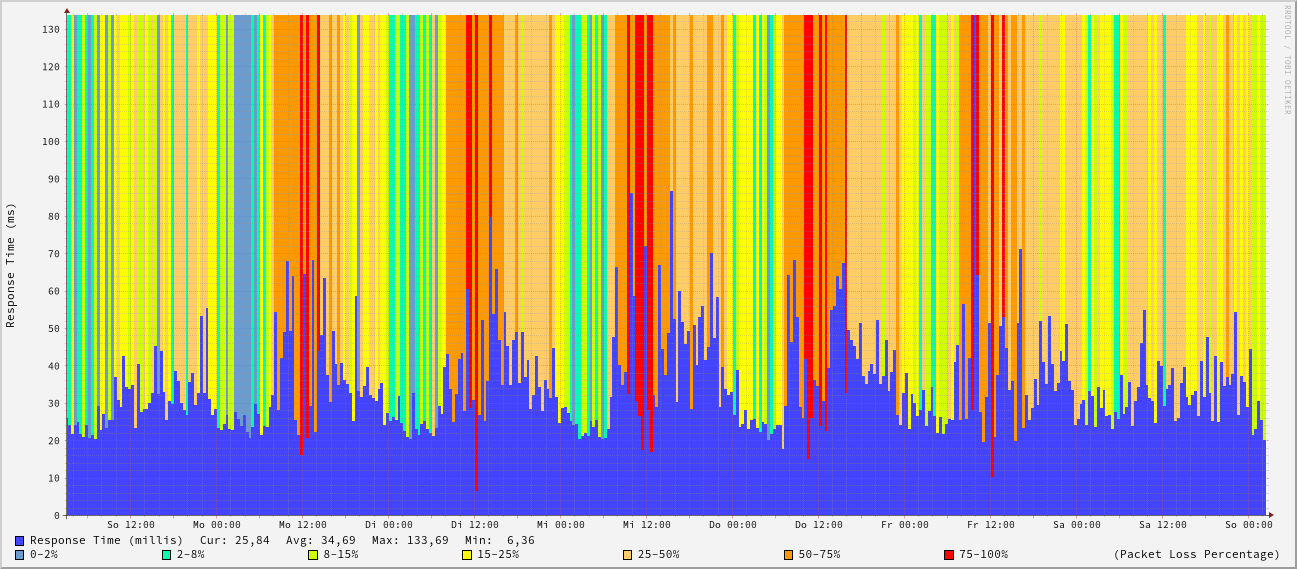 RRDTOOL / TOBI OETIKER
Response Time (ms)
130
120
110
100
90
80
70
60
50
40
30
20
10
0
So 12:00 Mo 00:00 Mo 12:00 Di 00:00 Di 12:00 Mi 00:00 Mi 12:00 Do 00:00 Do 12:00 Fr 00:00 Fr 12:00 Sa 00:00 Sa 12:00 So 00:00
Response Time (millis) Cur: 25,84 Avg: 34,69 Max: 133,69 Min: 6,36
0-2% 2-8% 8-15% 15-25% 25-50% 50-75% 75-100% (Packet Loss Percentage)